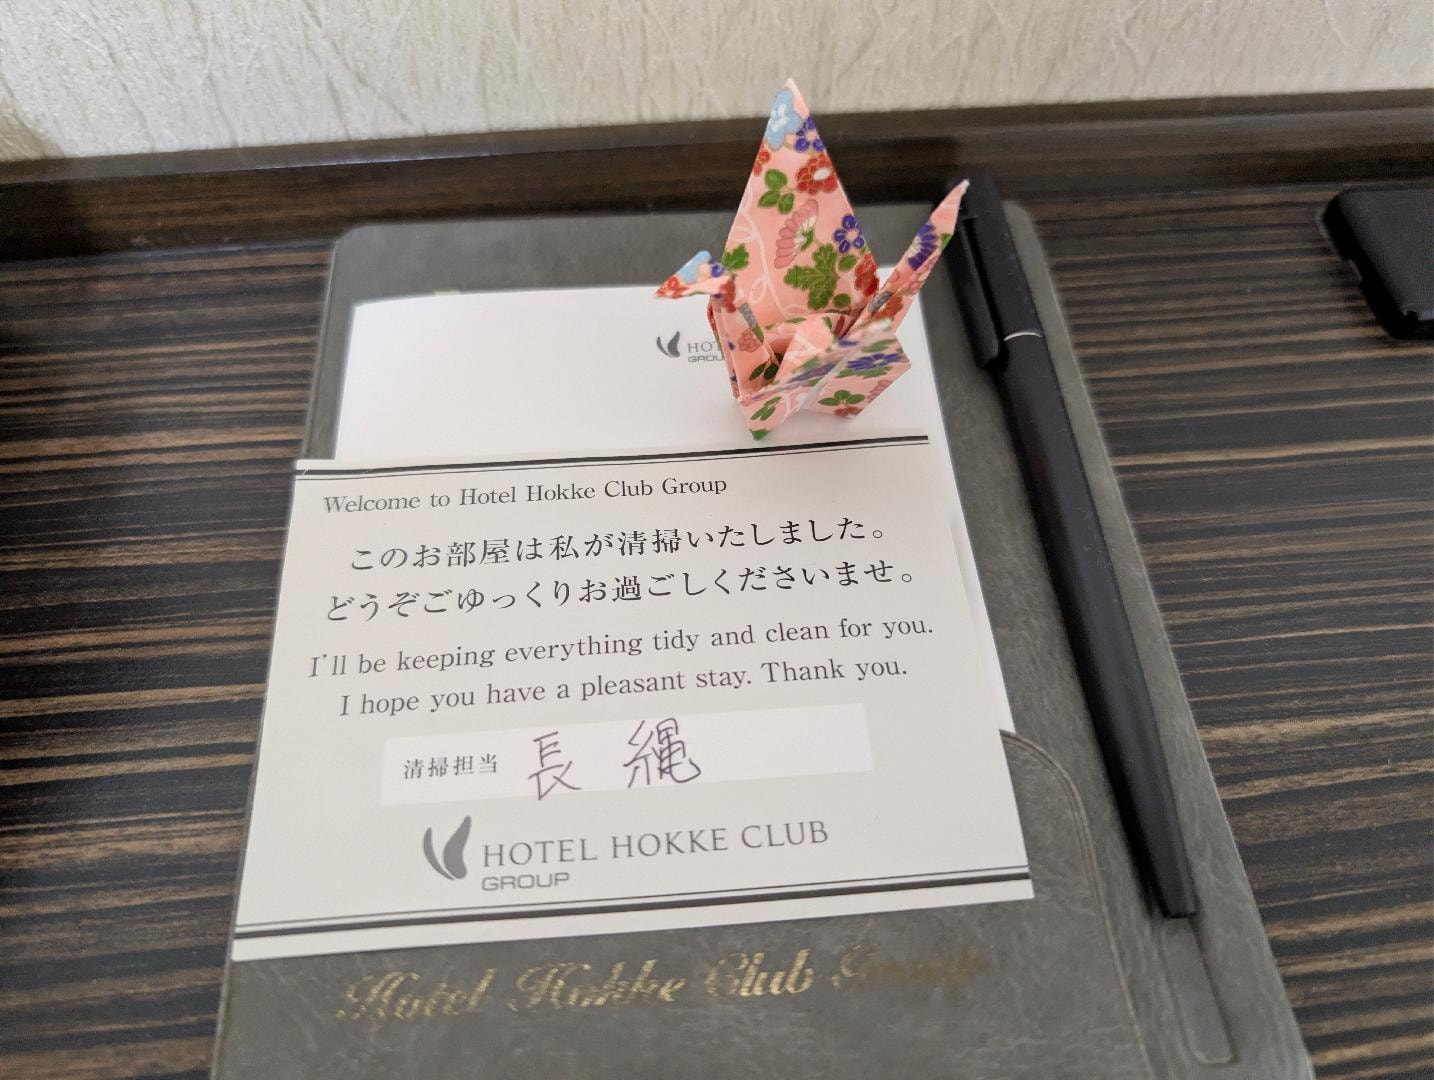 HOT
GROU
Welcome to Hotel Hokke Club Group
このお部屋は私が清掃いたしました。
どうぞごゆっくりお過ごしくださいませ。
I'll be keeping everything tidy and clean for you.
I hope you have a pleasant stay. Thank you.
清掃担当 長 縄
HOTEL HOKKE CLUB
GROUP
Hotel Hokke Club Group